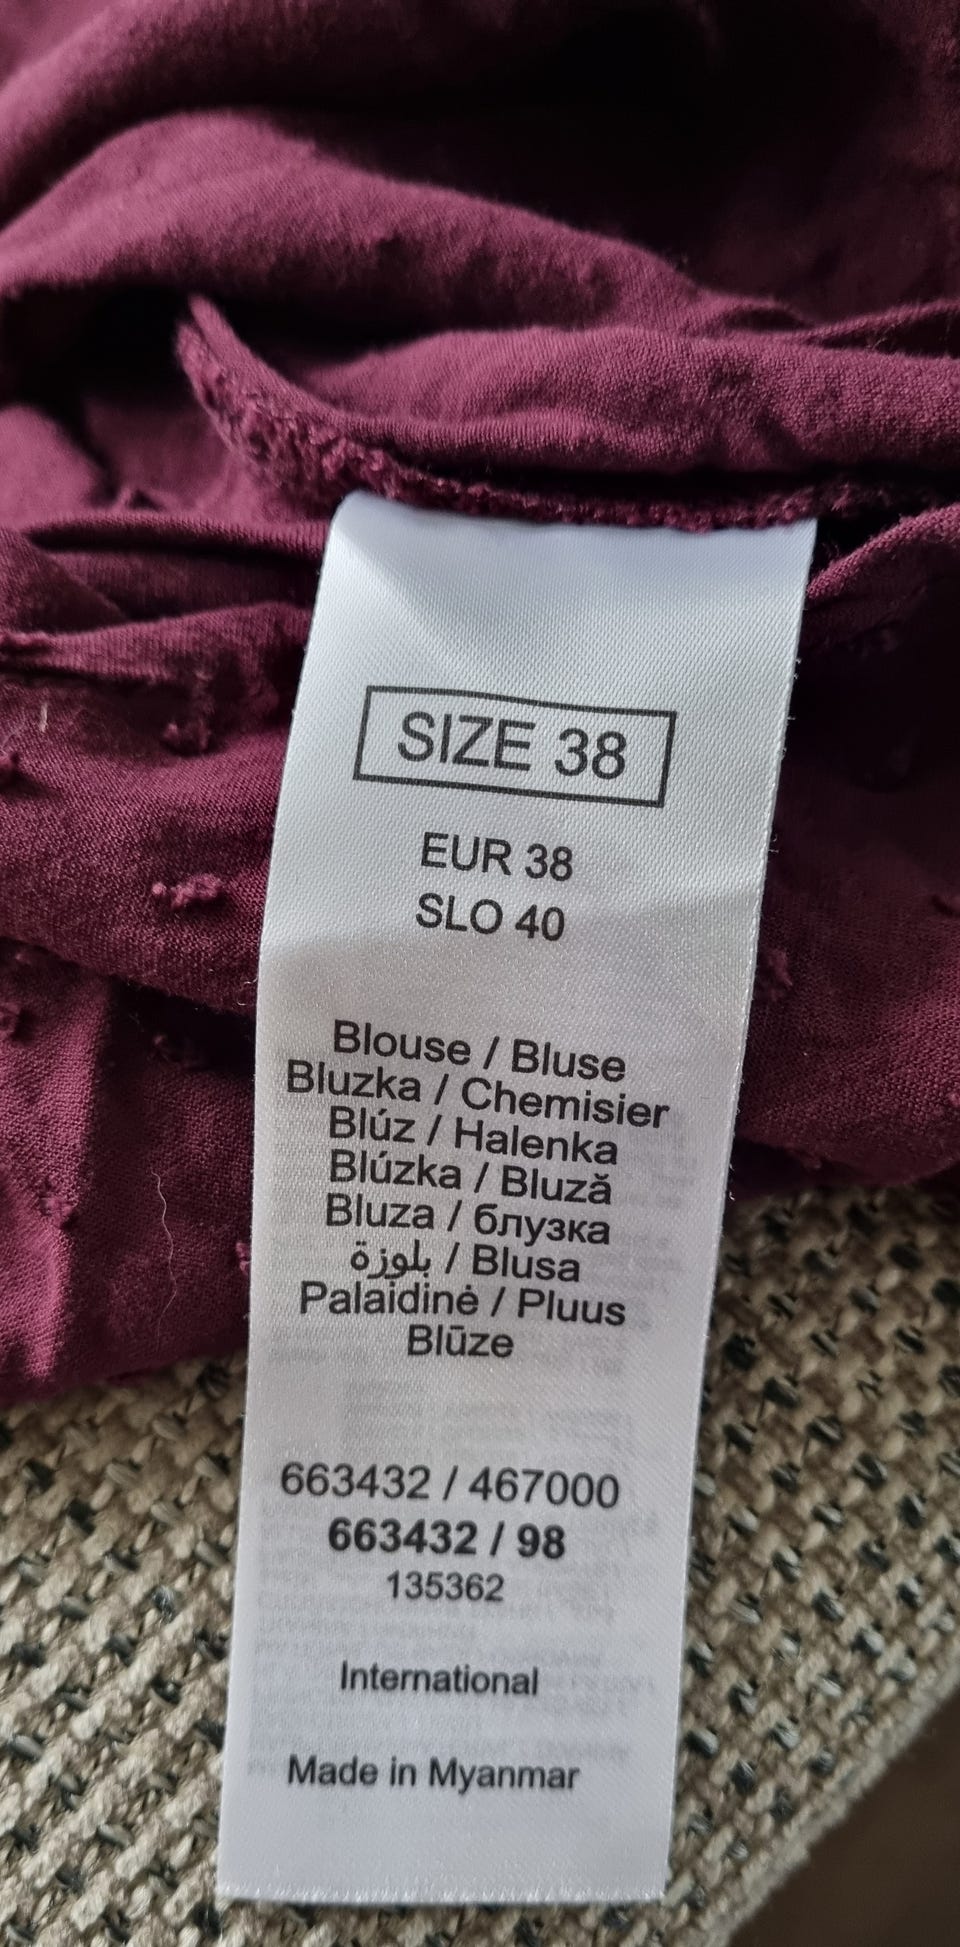 SIZE 38
EUR 38
SLO 40
Blouse / Bluse
Bluzka / Chemisier
Blúz / Halenka
Blúzka / Bluză
Bluza / блузка
بلوزة / Blusa
Palaidinė / Pluus
Blūze
663432 / 467000
663432 / 98
135362
International
Made in Myanmar